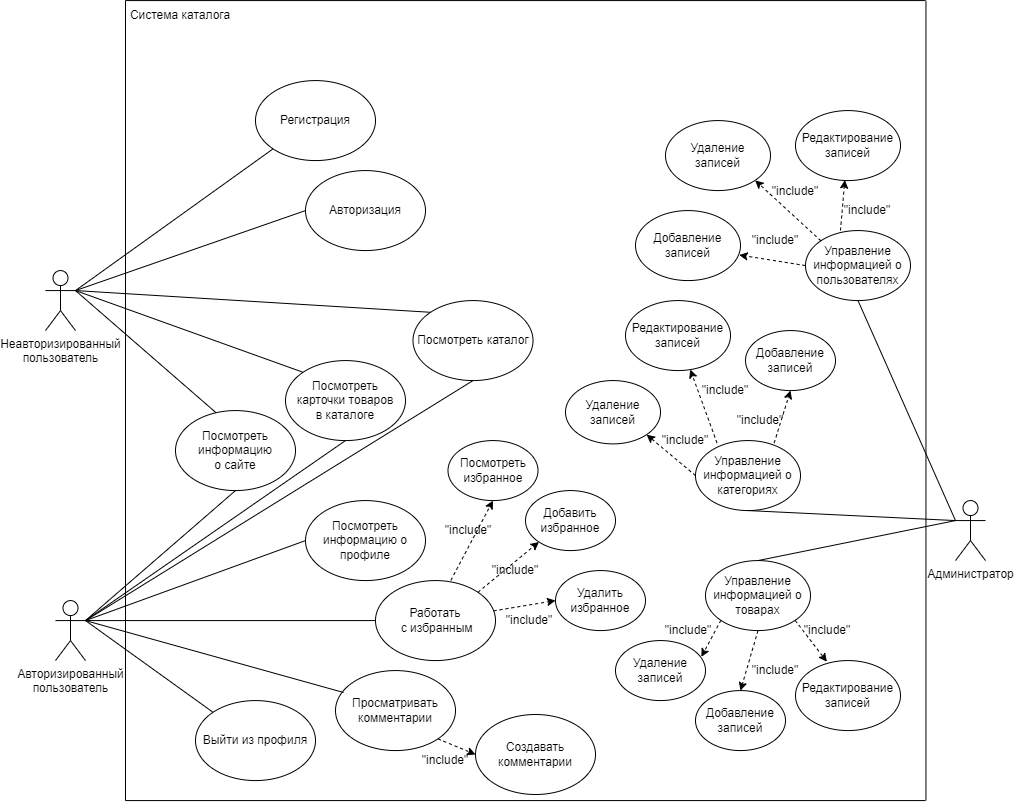 Система каталога
Регистрация
Авторизация
Неавторизированный
пользователь
Посмотреть каталог
Посмотреть
карточки товаров
в каталоге
Посмотреть
информацию
о сайте
Посмотреть
информацию о
профиле
Авторизированный
пользователь
Работать
с избранным
Посмотреть
избранное
"include"
Добавить
избранное
"include"
Удалить
избранное
"include"
Просматривать
комментарии
"include"
Создавать
комментарии
Выйти из профиля
Удаление
записей
Редактирование
записей
"include"
"include"
Добавление
записей
"include"
Управление
информацией о
пользователях
Редактирование
записей
Добавление
записей
"include"
"include"
Удаление
записей
"include"
Управление
информацией о
категориях
Администратор
Управление
информацией о
товарах
"include"
"include"
"include"
Удаление
записей
Добавление
записей
Редактирование
записей